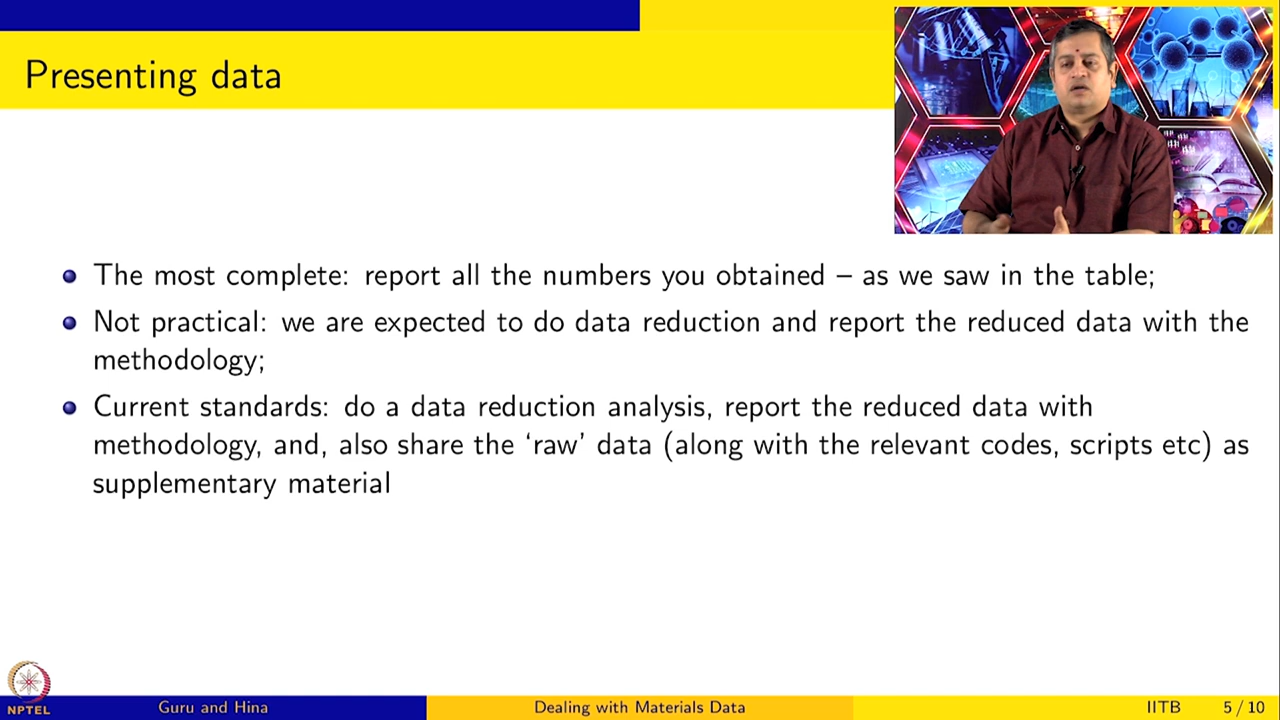 Presenting data
The most complete: report all the numbers you obtained – as we saw in the table;
Not practical: we are expected to do data reduction and report the reduced data with the
methodology;
Current standards: do a data reduction analysis, report the reduced data with
methodology, and, also share the ‘raw’ data (along with the relevant codes, scripts etc) as
supplementary material
NPTEL
Guru and Hina
Dealing with Materials Data
IITB
5 / 10